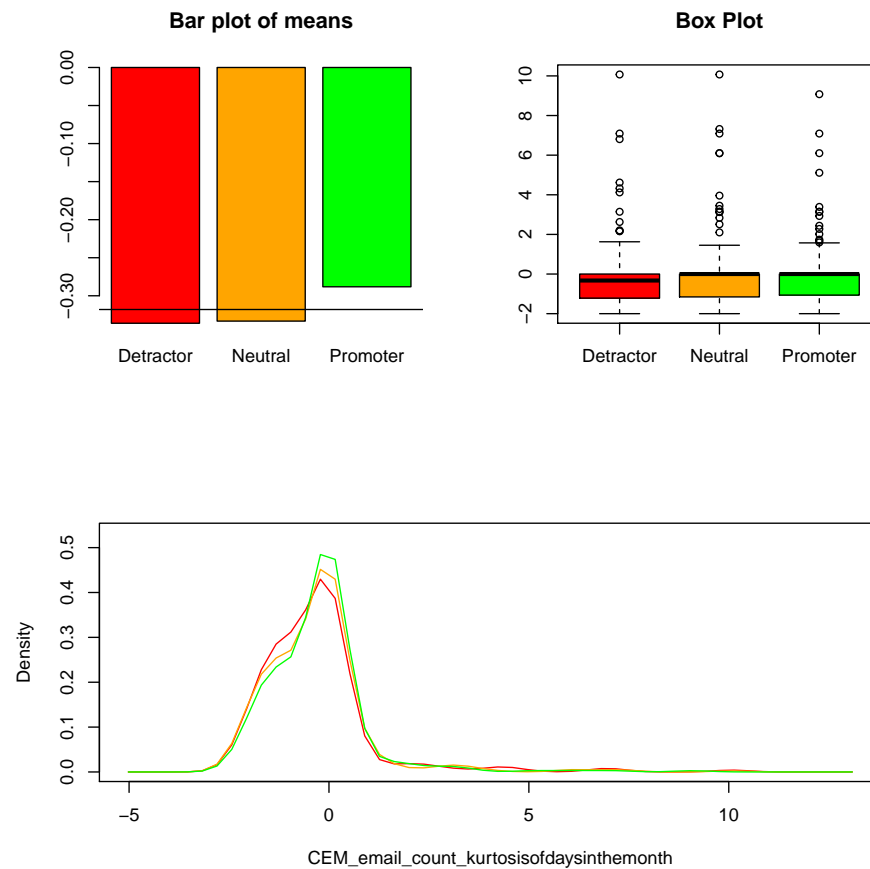 Bar plot of means
0.00
−0.10
−0.20
−0.30
Detractor Neutral Promoter
Box Plot
10
8
6
4
2
0
−2
Detractor Neutral Promoter
0.5
0.4
0.3
0.2
0.1
0.0
Density
−5 0 5 10
CEM_email_count_kurtosisofdaysinthemonth